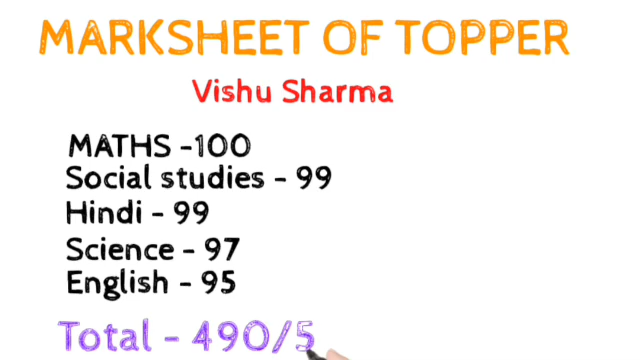 MARKSHEET OF TOPPER
Vishu Sharma
MATHS -100
Social studies - 99
Hindi - 99
Science - 97
English - 95
Total - 490/5